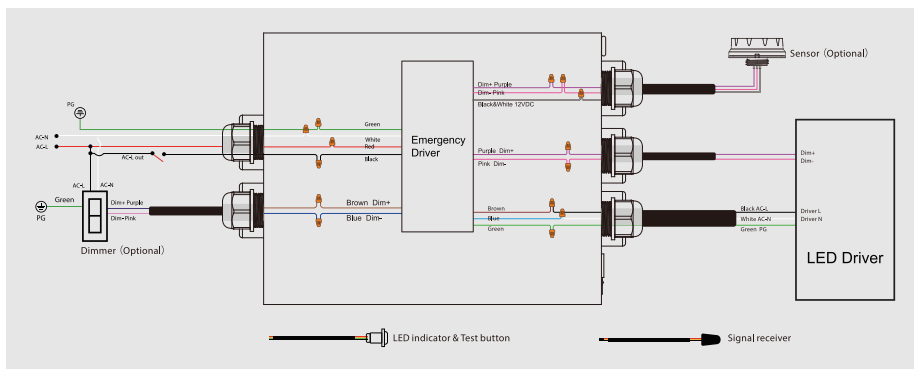 Sensor (Optional)
Dim+ Purple
Dim- Pink
Black&White 12VDC
PG
Green
AC-N
White
AC-L
Red
AC-L out
Black
Emergency
Driver
Purple Dim+
Pink Dim-
Dim+
Dim-
AC-L
AC-N
Green
PG
Dim+ Purple
Dim-Pink
Brown Dim+
Blue Dim-
Brown
Blue
Green
Black AC-L
White AC-N
Green PG
Driver L
Driver N
Dimmer (Optional)
LED Driver
LED indicator & Test button
Signal receiver